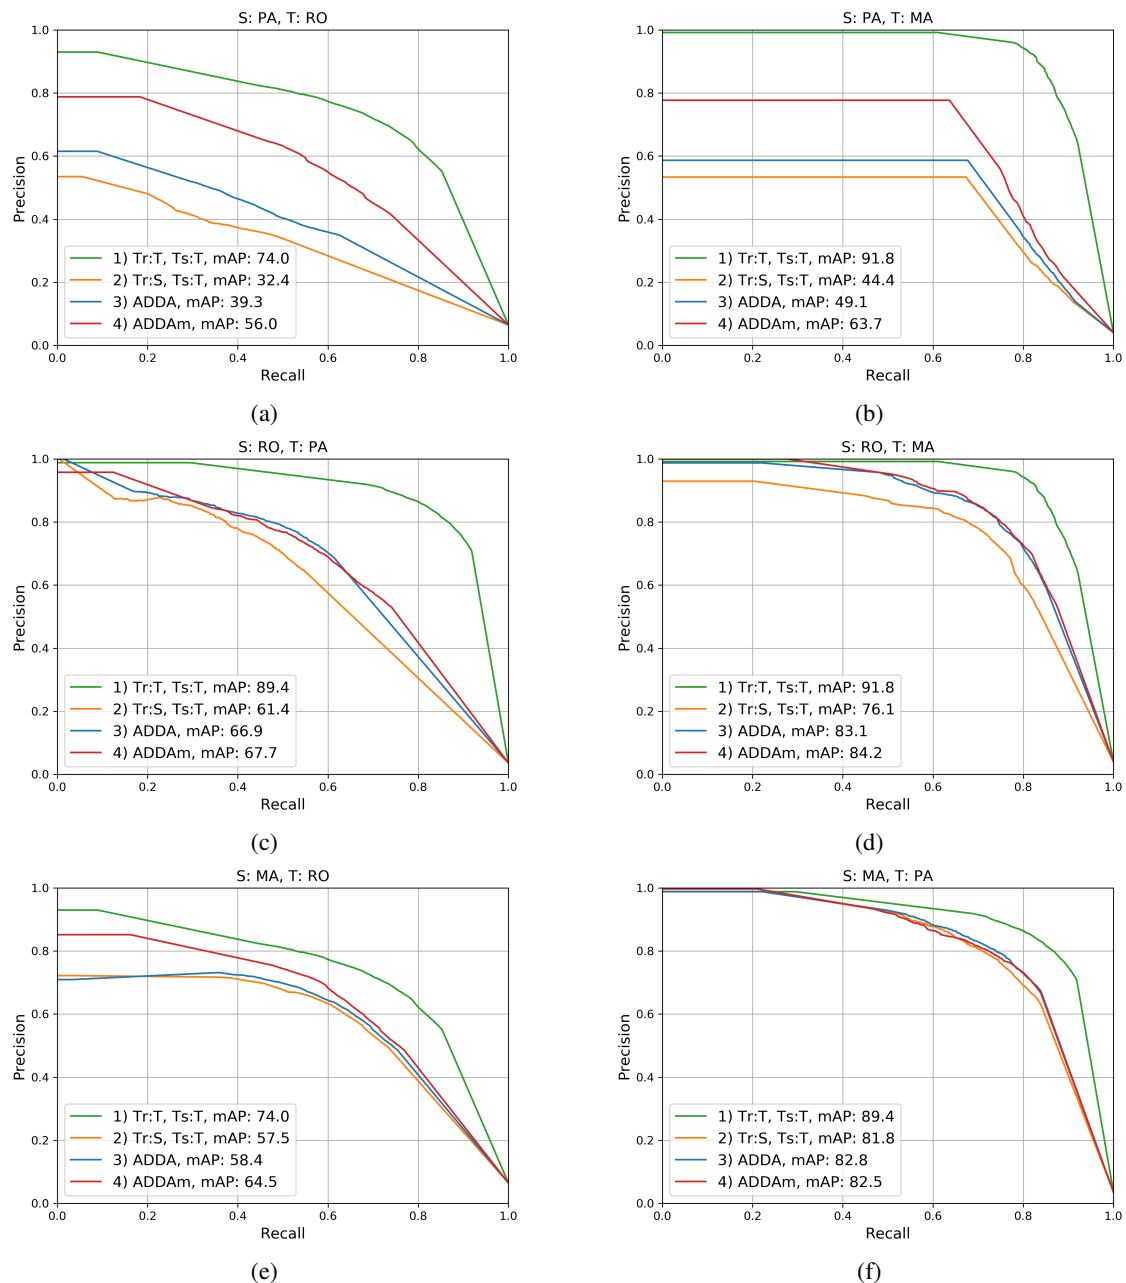 S: PA, T: RO
1.0
0.8
0.6
0.4
0.2
0.0
Precision
1) Tr:T, Ts:T, mAP: 74.0
2) Tr:S, Ts:T, mAP: 32.4
3) ADDA, mAP: 39.3
4) ADDAm, mAP: 56.0
0.0 0.2 0.4 0.6 0.8 1.0
Recall
(a)
S: PA, T: MA
1.0
0.8
0.6
0.4
0.2
0.0
Precision
1) Tr:T, Ts:T, mAP: 91.8
2) Tr:S, Ts:T, mAP: 44.4
3) ADDA, mAP: 49.1
4) ADDAm, mAP: 63.7
0.0 0.2 0.4 0.6 0.8 1.0
Recall
(b)
S: RO, T: PA
1.0
0.8
0.6
0.4
0.2
0.0
Precision
1) Tr:T, Ts:T, mAP: 89.4
2) Tr:S, Ts:T, mAP: 61.4
3) ADDA, mAP: 66.9
4) ADDAm, mAP: 67.7
0.0 0.2 0.4 0.6 0.8 1.0
Recall
(c)
S: RO, T: MA
1.0
0.8
0.6
0.4
0.2
0.0
Precision
1) Tr:T, Ts:T, mAP: 91.8
2) Tr:S, Ts:T, mAP: 76.1
3) ADDA, mAP: 83.1
4) ADDAm, mAP: 84.2
0.0 0.2 0.4 0.6 0.8 1.0
Recall
(d)
S: MA, T: RO
1.0
0.8
0.6
0.4
0.2
0.0
Precision
1) Tr:T, Ts:T, mAP: 74.0
2) Tr:S, Ts:T, mAP: 57.5
3) ADDA, mAP: 58.4
4) ADDAm, mAP: 64.5
0.0 0.2 0.4 0.6 0.8 1.0
Recall
(e)
S: MA, T: PA
1.0
0.8
0.6
0.4
0.2
0.0
Precision
1) Tr:T, Ts:T, mAP: 89.4
2) Tr:S, Ts:T, mAP: 81.8
3) ADDA, mAP: 82.8
4) ADDAm, mAP: 82.5
0.0 0.2 0.4 0.6 0.8 1.0
Recall
(f)